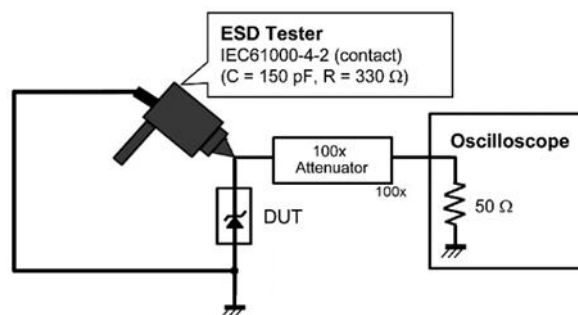 ESD Tester
IEC61000-4-2 (contact)
(C = 150 pF, R = 330 Ω)
100x
Attenuator
100x
Oscilloscope
50 Ω
DUT